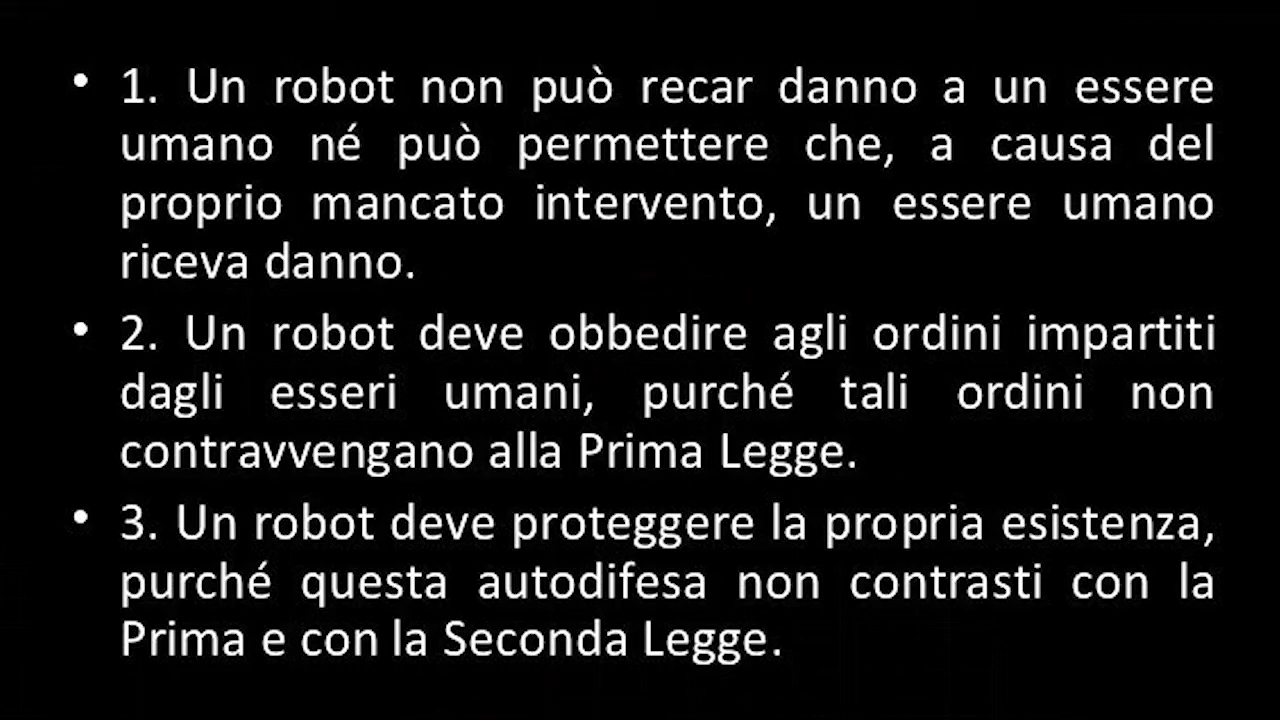 • 1. Un robot non può recar danno a un essere
umano né può permettere che, a causa del
proprio mancato intervento, un essere umano
riceva danno.
• 2. Un robot deve obbedire agli ordini impartiti
dagli esseri umani, purché tali ordini non
contravvengano alla Prima Legge.
• 3. Un robot deve proteggere la propria esistenza,
purché questa autodifesa non contrasti con la
Prima e con la Seconda Legge.